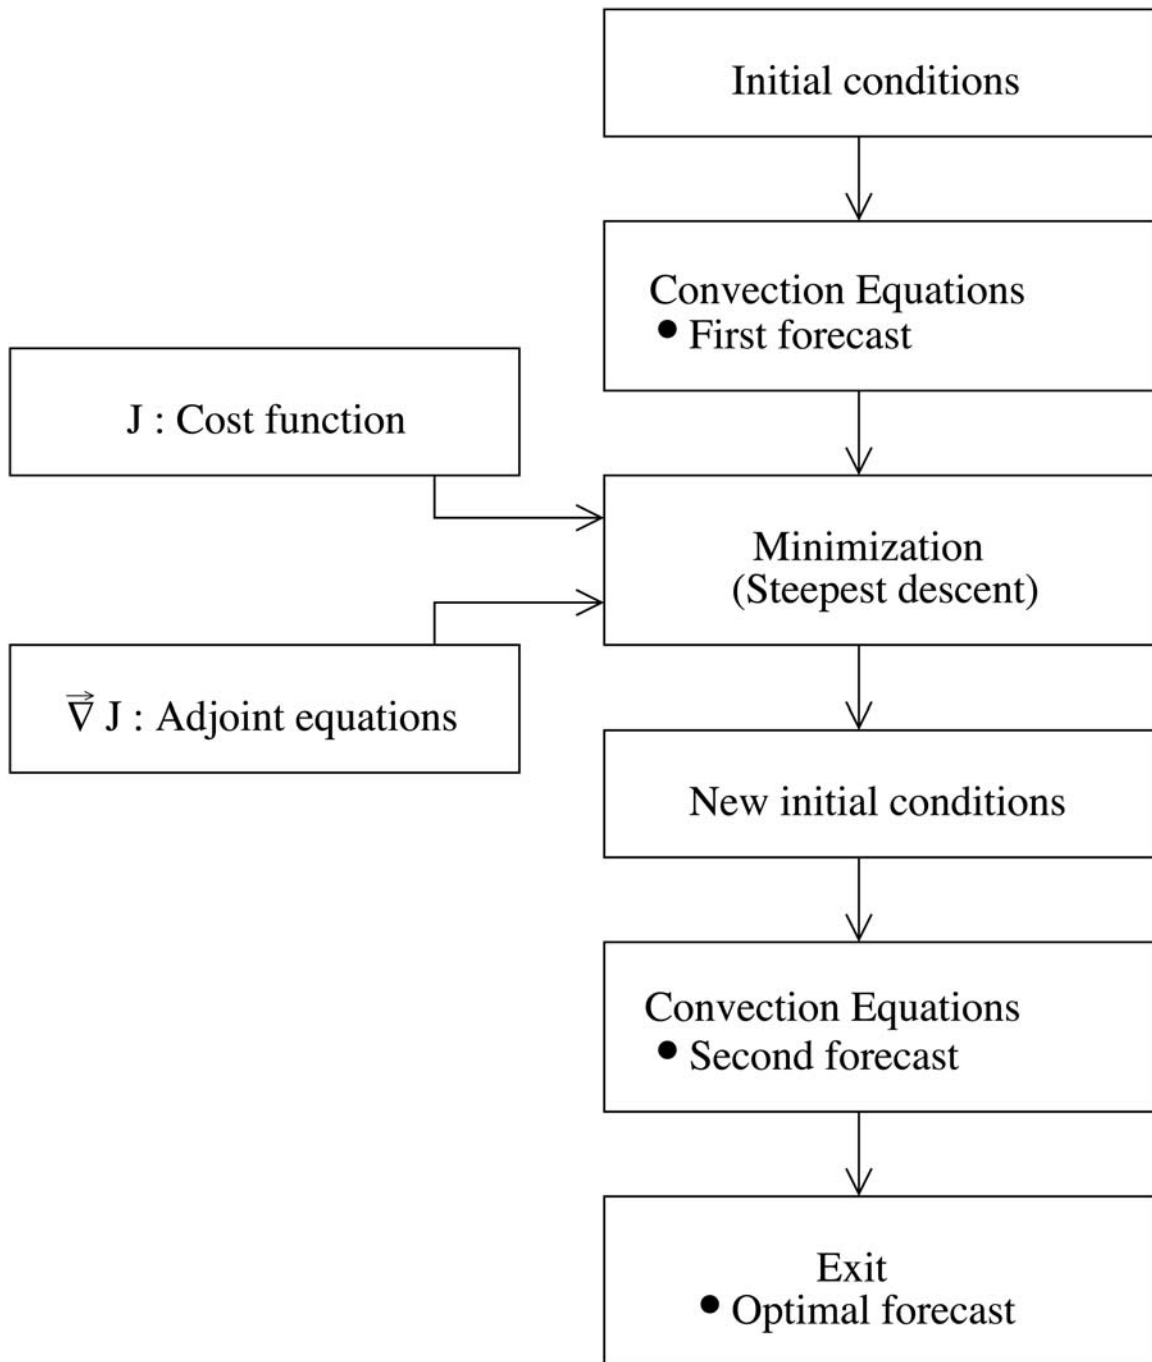 Initial conditions
Convection Equations
● First forecast
J : Cost function
Minimization
(Steepest descent)
∇⃗ J : Adjoint equations
New initial conditions
Convection Equations
● Second forecast
Exit
● Optimal forecast